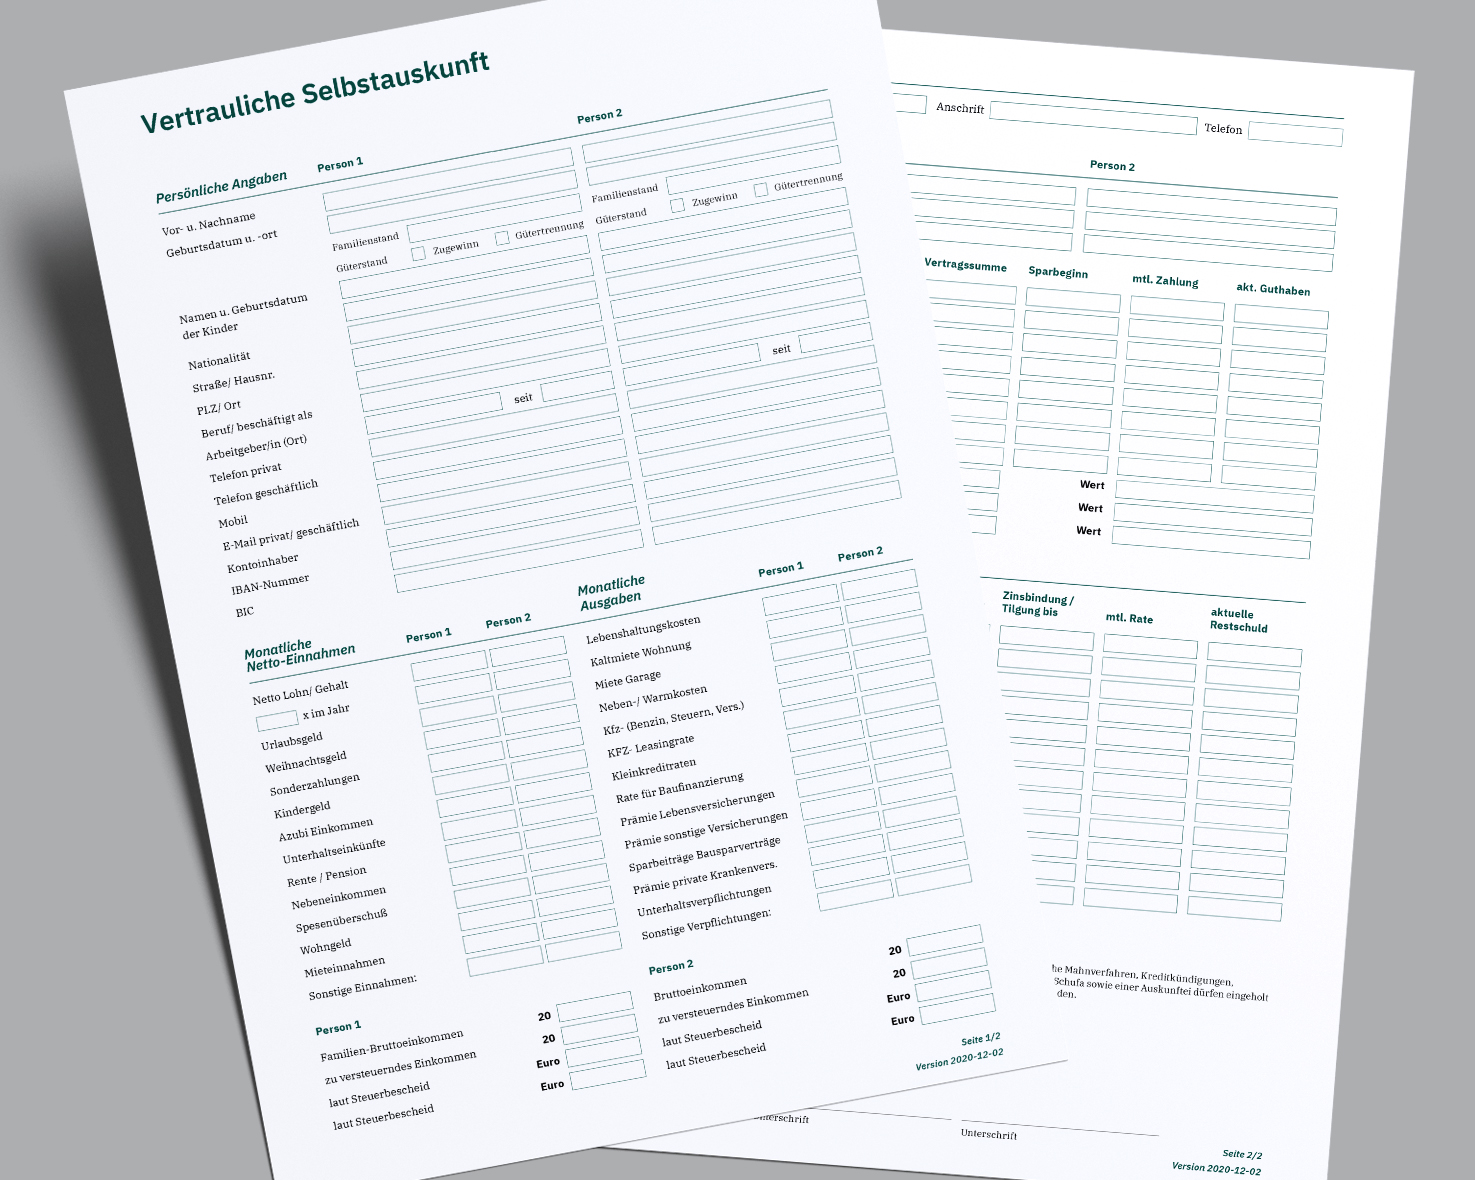 Vertrauliche Selbstauskunft
Persönliche Angaben
Person 1
Person 2
Vor- u. Nachname
Geburtsdatum u. -ort
Familienstand
Familienstand
Güterstand
Zugewinn
Gütertrennung
Güterstand
Zugewinn
Gütertrennung
Namen u. Geburtsdatum
der Kinder
Nationalität
Straße/ Hausnr.
PLZ/ Ort
Beruf/ beschäftigt als
Arbeitgeber/in (Ort)
seit
seit
Telefon privat
Telefon geschäftlich
Mobil
E-Mail privat/ geschäftlich
Kontoinhaber
IBAN-Nummer
BIC
Monatliche
Netto-Einnahmen
Person 1
Person 2
Netto Lohn/ Gehalt
x im Jahr
Urlaubsgeld
Weihnachtsgeld
Sonderzahlungen
Kindergeld
Azubi Einkommen
Unterhaltseinkünfte
Rente / Pension
Nebeneinkommen
Spesenüberschuß
Wohngeld
Mieteinnahmen
Sonstige Einnahmen:
Monatliche
Ausgaben
Person 1
Person 2
Lebenshaltungskosten
Kaltmiete Wohnung
Miete Garage
Neben-/ Warmkosten
Kfz- (Benzin, Steuern, Vers.)
KFZ- Leasingrate
Kleinkreditraten
Rate für Baufinanzierung
Prämie Lebensversicherungen
Prämie sonstige Versicherungen
Sparbeiträge Bausparverträge
Prämie private Krankenvers.
Unterhaltsverpflichtungen
Sonstige Verpflichtungen:
Person 1
Familien-Bruttoeinkommen
20
zu versteuerndes Einkommen
20
laut Steuerbescheid
Euro
laut Steuerbescheid
Euro
Person 2
Bruttoeinkommen
20
zu versteuerndes Einkommen
20
laut Steuerbescheid
Euro
laut Steuerbescheid
Euro
Seite 1/2
Version 2020-12-02
Anschrift
Telefon
Person 2
Vertragssumme
Sparbeginn
mtl. Zahlung
akt. Guthaben
Wert
Wert
Wert
Zinsbindung /
Tilgung bis
mtl. Rate
aktuelle
Restschuld
he Mahnverfahren, Kreditkündigungen,
Schufa sowie einer Auskunftei dürfen eingeholt
den.
nterschrift
Unterschrift
Seite 2/2
Version 2020-12-02